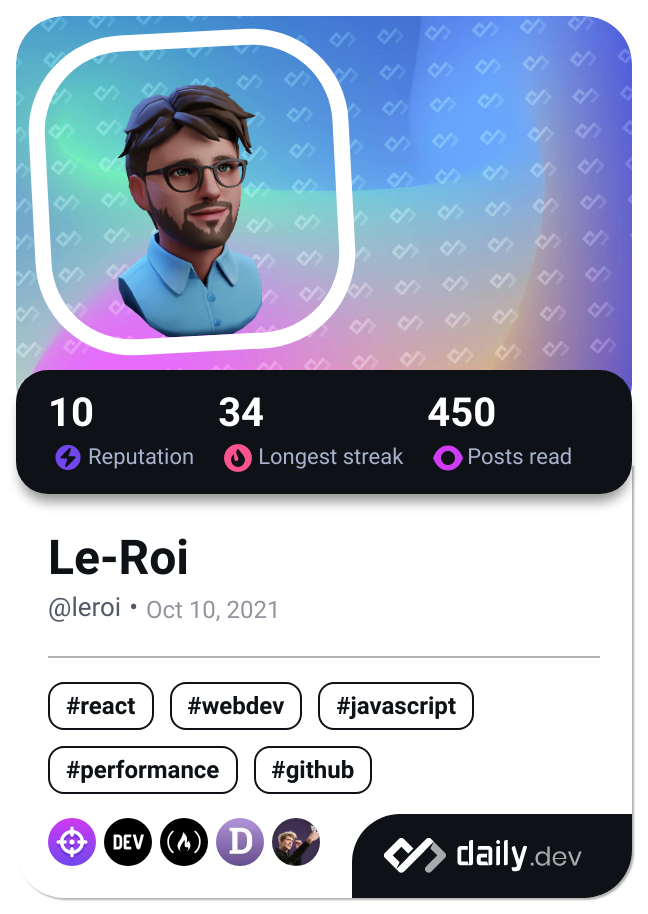 10 34 450
Reputation Longest streak Posts read
Le-Roi
@leroi • Oct 10, 2021
#react #webdev #javascript
#performance #github
DEV D
daily.dev